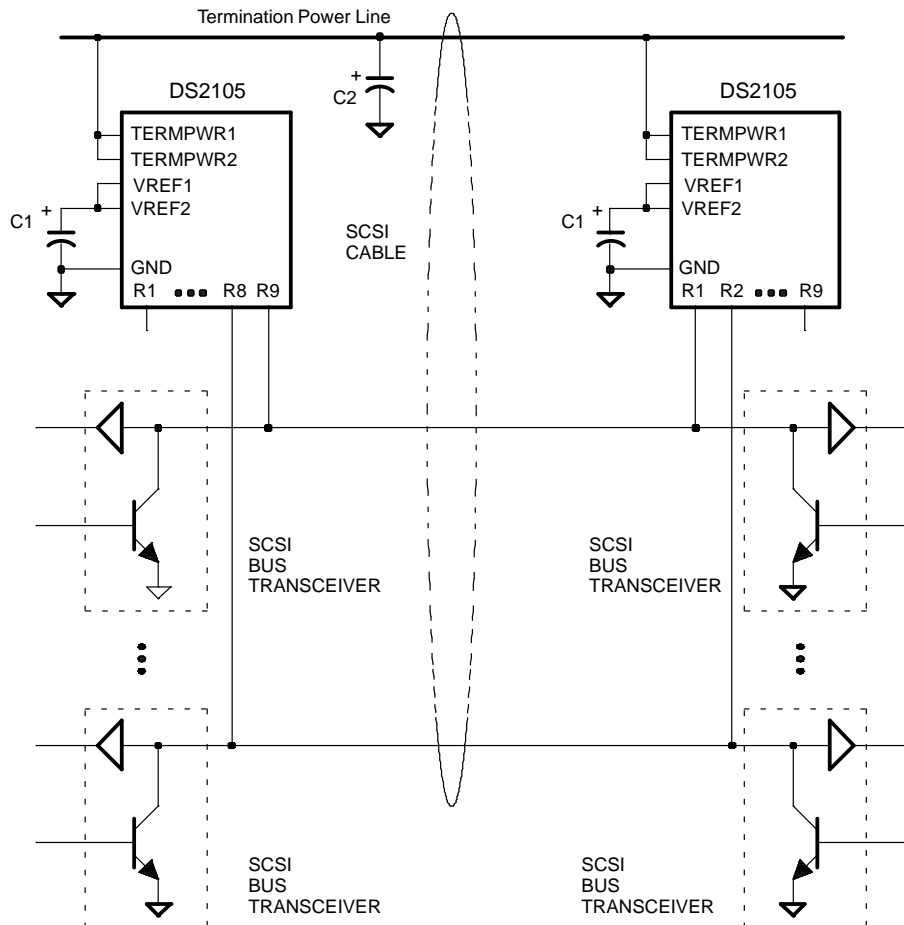 Termination Power Line
DS2105
+
C2
DS2105
TERMPWR1
TERMPWR2
VREF1
VREF2
C1
+
GND
R1 ... R8 R9
SCSI
CABLE
TERMPWR1
TERMPWR2
VREF1
VREF2
C1
+
GND
R1 R2 ... R9
SCSI
BUS
TRANSCEIVER
SCSI
BUS
TRANSCEIVER
SCSI
BUS
TRANSCEIVER
SCSI
BUS
TRANSCEIVER